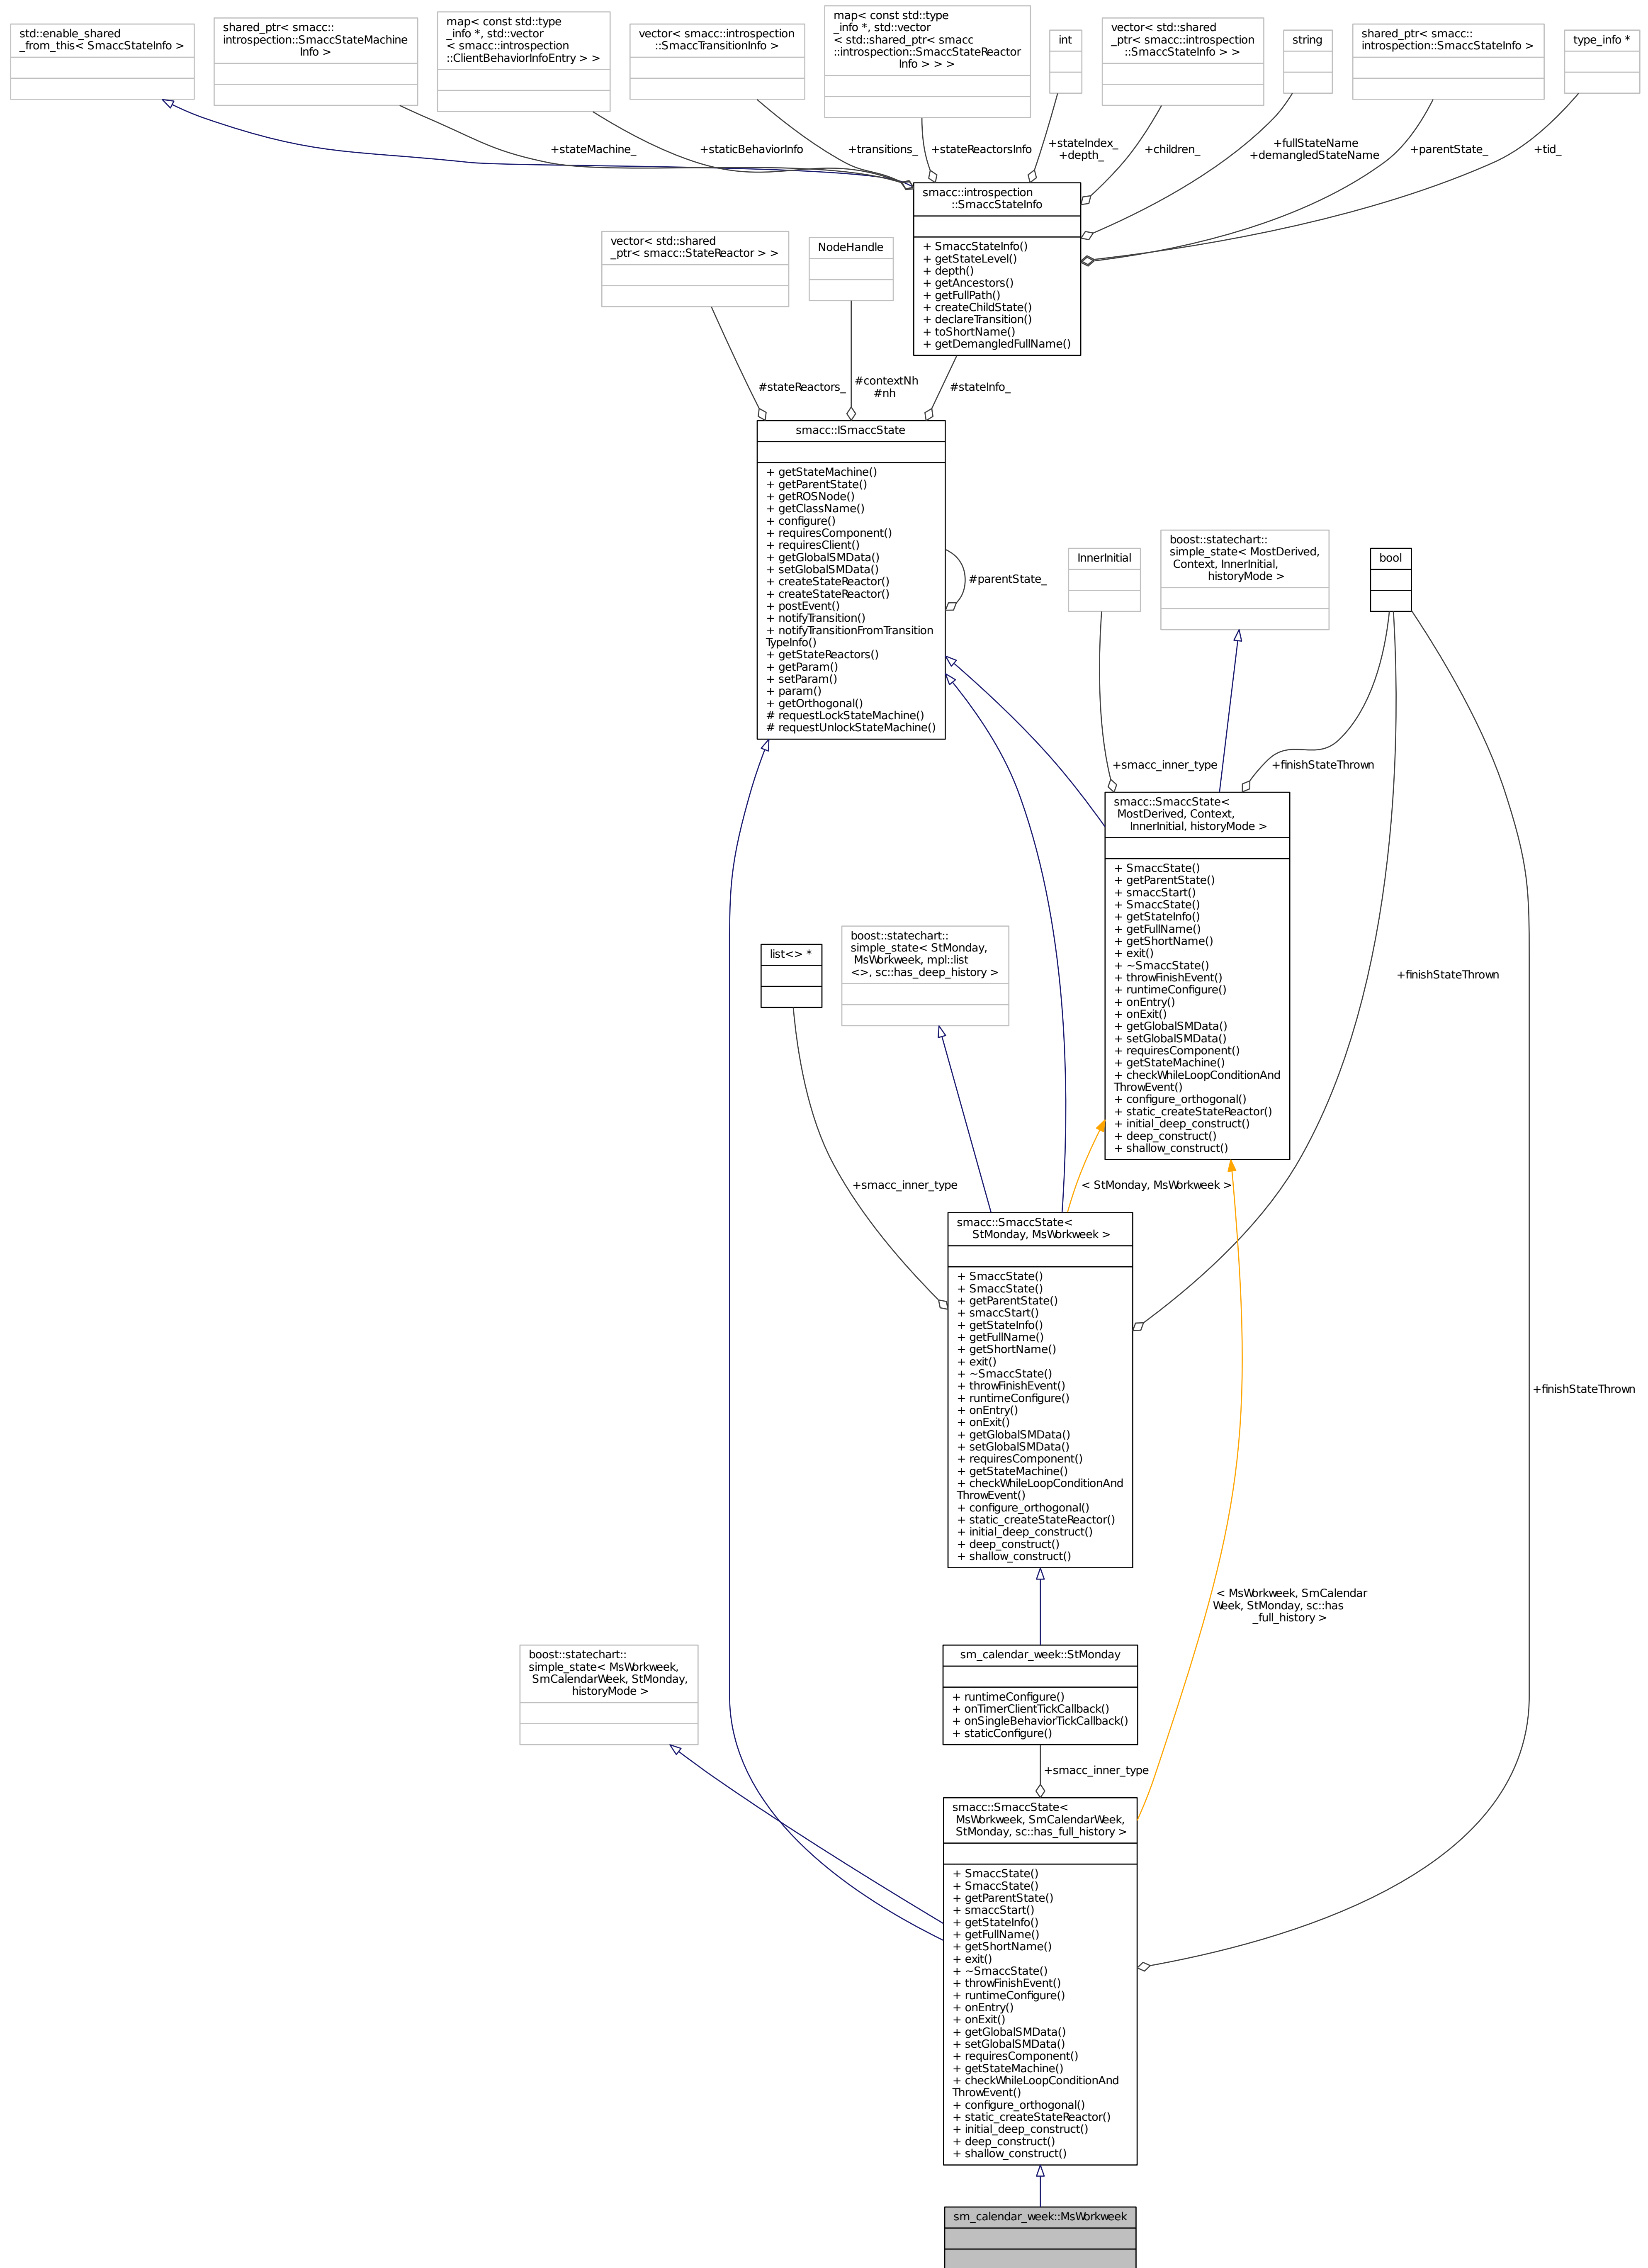 std::enable_shared
_from_this< SmaccStateInfo >
shared_ptr< smacc::
introspection::SmaccStateMachine
Info >
map< const std::type
_info *, std::vector
< smacc::introspection
::ClientBehaviorInfoEntry > >
vector< smacc::introspection
::SmaccTransitionInfo >
map< const std::type
_info *, std::vector
< std::shared_ptr< smacc
::introspection::SmaccStateReactor
Info > > >
int
vector< std::shared
_ptr< smacc::introspection
::SmaccStateInfo > >
string
shared_ptr< smacc::
introspection::SmaccStateInfo >
type_info *
+stateMachine_
+staticBehaviorInfo
+transitions_
+stateReactorsInfo
+stateIndex_
+depth_
+children_
+fullStateName
+demangledStateName
+parentState_
+tid_
smacc::introspection
::SmaccStateInfo
+ SmaccStateInfo()
+ getStateLevel()
+ depth()
+ getAncestors()
+ getFullPath()
+ createChildState()
+ declareTransition()
+ toShortName()
+ getDemangledFullName()
vector< std::shared
_ptr< smacc::StateReactor > >
NodeHandle
#stateReactors_
#contextNh
#nh
#stateInfo_
smacc::ISmaccState
+ getStateMachine()
+ getParentState()
+ getROSNode()
+ getClassName()
+ configure()
+ requiresComponent()
+ requiresClient()
+ getGlobalSMData()
+ setGlobalSMData()
+ createStateReactor()
+ createStateReactor()
+ postEvent()
+ notifyTransition()
+ notifyTransitionFromTransition
TypeInfo()
+ getStateReactors()
+ getParam()
+ setParam()
+ param()
+ getOrthogonal()
# requestLockStateMachine()
# requestUnlockStateMachine()
#parentState_
InnerInitial
boost::statechart::
simple_state< MostDerived,
Context, InnerInitial,
historyMode >
bool
+smacc_inner_type
+finishStateThrown
smacc::SmaccState<
MostDerived, Context,
InnerInitial, historyMode >
+ SmaccState()
+ getParentState()
+ smaccStart()
+ SmaccState()
+ getStateInfo()
+ getFullName()
+ getShortName()
+ exit()
+ ~SmaccState()
+ throwFinishEvent()
+ runtimeConfigure()
+ onEntry()
+ onExit()
+ getGlobalSMData()
+ setGlobalSMData()
+ requiresComponent()
+ getStateMachine()
+ checkWhileLoopConditionAnd
ThrowEvent()
+ configure_orthogonal()
+ static_createStateReactor()
+ initial_deep_construct()
+ deep_construct()
+ shallow_construct()
list<> *
boost::statechart::
simple_state< StMonday,
MsWorkweek, mpl::list
<>, sc::has_deep_history >
+finishStateThrown
+smacc_inner_type
< StMonday, MsWorkweek >
smacc::SmaccState<
StMonday, MsWorkweek >
+ SmaccState()
+ SmaccState()
+ getParentState()
+ smaccStart()
+ getStateInfo()
+ getFullName()
+ getShortName()
+ exit()
+ ~SmaccState()
+ throwFinishEvent()
+ runtimeConfigure()
+ onEntry()
+ onExit()
+ getGlobalSMData()
+ setGlobalSMData()
+ requiresComponent()
+ getStateMachine()
+ checkWhileLoopConditionAnd
ThrowEvent()
+ configure_orthogonal()
+ static_createStateReactor()
+ initial_deep_construct()
+ deep_construct()
+ shallow_construct()
+finishStateThrown
< MsWorkweek, SmCalendar
Week, StMonday, sc::has
_full_history >
boost::statechart::
simple_state< MsWorkweek,
SmCalendarWeek, StMonday,
historyMode >
sm_calendar_week::StMonday
+ runtimeConfigure()
+ onTimerClientTickCallback()
+ onSingleBehaviorTickCallback()
+ staticConfigure()
+smacc_inner_type
smacc::SmaccState<
MsWorkweek, SmCalendarWeek,
StMonday, sc::has_full_history >
+ SmaccState()
+ SmaccState()
+ getParentState()
+ smaccStart()
+ getStateInfo()
+ getFullName()
+ getShortName()
+ exit()
+ ~SmaccState()
+ throwFinishEvent()
+ runtimeConfigure()
+ onEntry()
+ onExit()
+ getGlobalSMData()
+ setGlobalSMData()
+ requiresComponent()
+ getStateMachine()
+ checkWhileLoopConditionAnd
ThrowEvent()
+ configure_orthogonal()
+ static_createStateReactor()
+ initial_deep_construct()
+ deep_construct()
+ shallow_construct()
sm_calendar_week::MsWorkweek